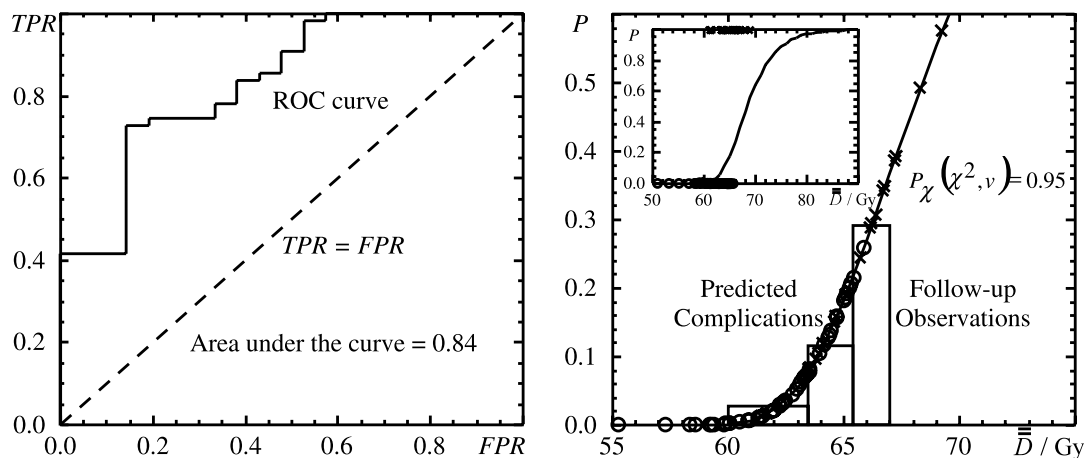 TPR
0.8
0.6
0.4
0.2
0.0
0.0
0.2
0.4
0.6
0.8
FPR
ROC curve
TPR = FPR
Area under the curve = 0.84
P
0.5
0.4
0.3
0.2
0.1
0.0
55
60
65
70
D̿ / Gy
P
0.8
0.6
0.4
0.2
0.0
50
60
70
80
D̿ / Gy
Pχ(χ², ν)=0.95
Predicted
Complications
Follow-up
Observations